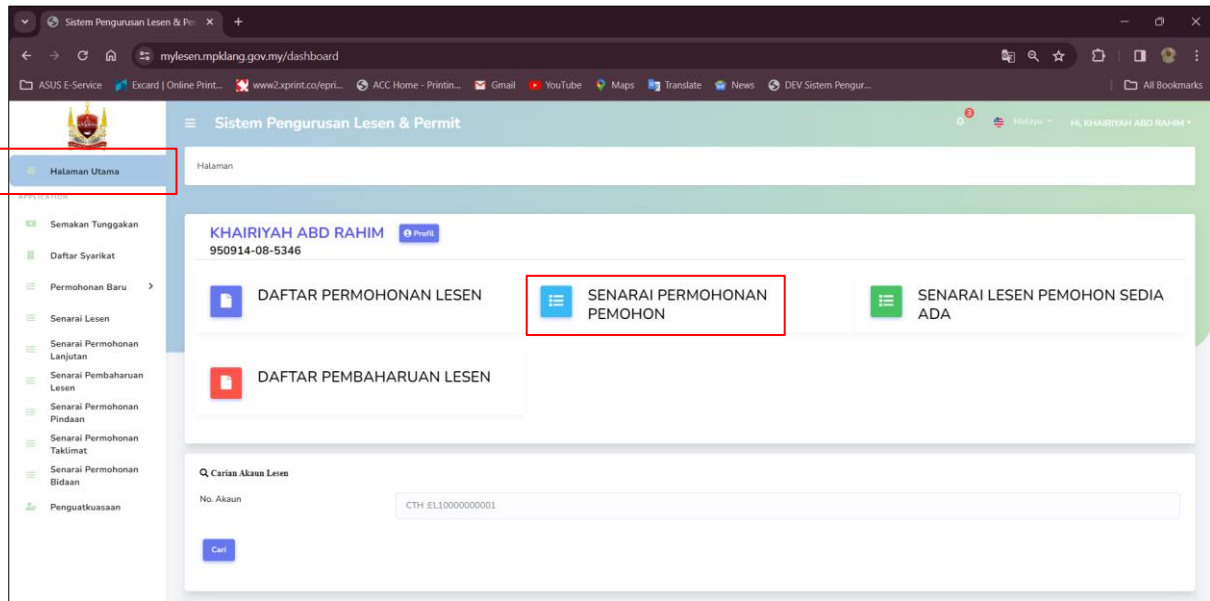 Sistem Pengurusan Lesen & Pe
mylesen.mpklang.gov.my/dashboard
ASUS E-Service
Excard | Online Print...
www2.xprint.co/epri...
ACC Home - Printin...
Gmail
YouTube
Maps
Translate
News
DEV Sistem Pengur...
All Bookmarks
Sistem Pengurusan Lesen & Permit
3
Melayu
HI, KHAIRIYAH ABD RAHIM
Halaman Utama
APPLICATION
Semakan Tunggakan
Daftar Syarikat
Permohonan Baru
Senarai Lesen
Senarai Permohonan
Lanjutan
Senarai Pembaharuan
Lesen
Senarai Permohonan
Pindaan
Senarai Permohonan
Taklimat
Senarai Permohonan
Bidaan
Penguatkuasaan
Halaman
KHAIRIYAH ABD RAHIM
Profil
950914-08-5346
DAFTAR PERMOHONAN LESEN
SENARAI PERMOHONAN
PEMOHON
SENARAI LESEN PEMOHON SEDIA
ADA
DAFTAR PEMBAHARUAN LESEN
Carian Akaun Lesen
No. Akaun
CTH :EL10000000001
Cari